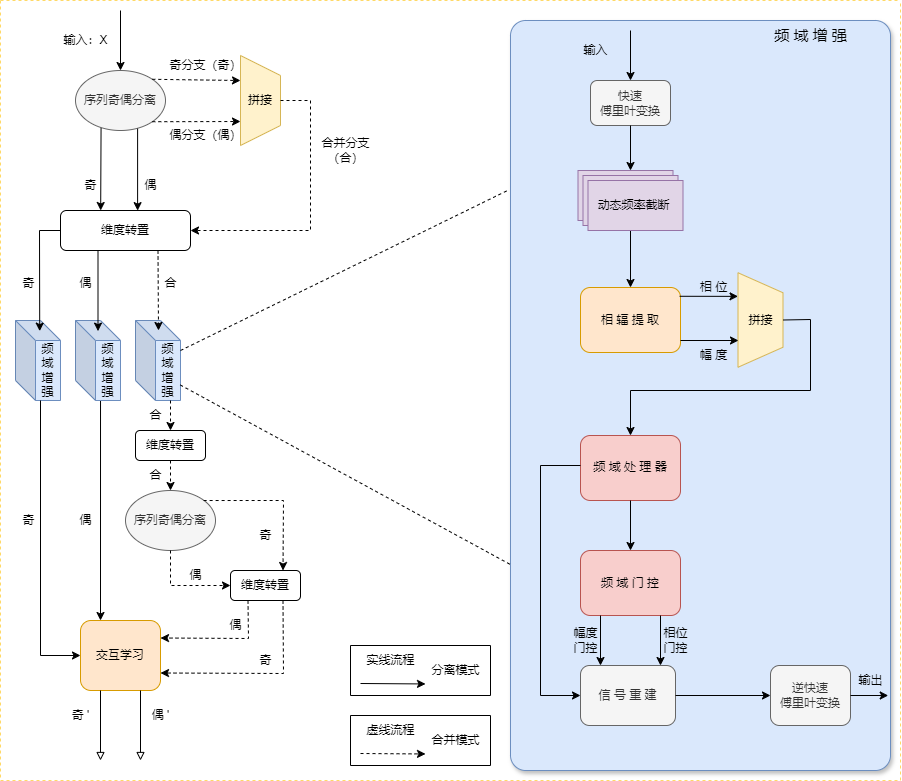 输入：X
序列奇偶分离
奇分支（奇）
偶分支（偶）
拼接
合并分支
（合）
奇
偶
维度转置
奇
偶
合
频域增强
频域增强
频域增强
合
维度转置
合
序列奇偶分离
奇
偶
奇
偶
维度转置
偶
奇
交互学习
奇 '
偶 '
实线流程
分离模式
虚线流程
合并模式
频域增强
输入
快速
傅里叶变换
动态频率截断
相辐提取
相位
幅度
拼接
频域处理器
频域门控
幅度
门控
相位
门控
信号重建
逆快速
傅里叶变换
输出